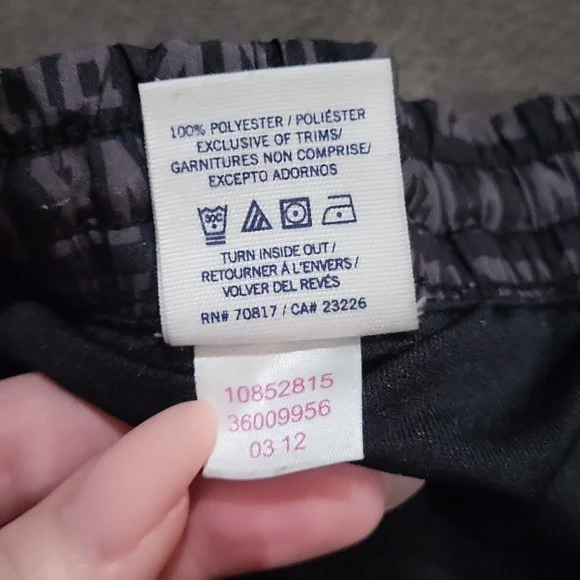 100% POLYESTER / POLIÉSTER
EXCLUSIVE OF TRIMS/
GARNITURES NON COMPRISE/
EXCEPTO ADORNOS
30C
TURN INSIDE OUT /
RETOURNER À L'ENVERS /
VOLVER DEL REVÉS
RN# 70817 / CA# 23226
10852815
36009956
03 12